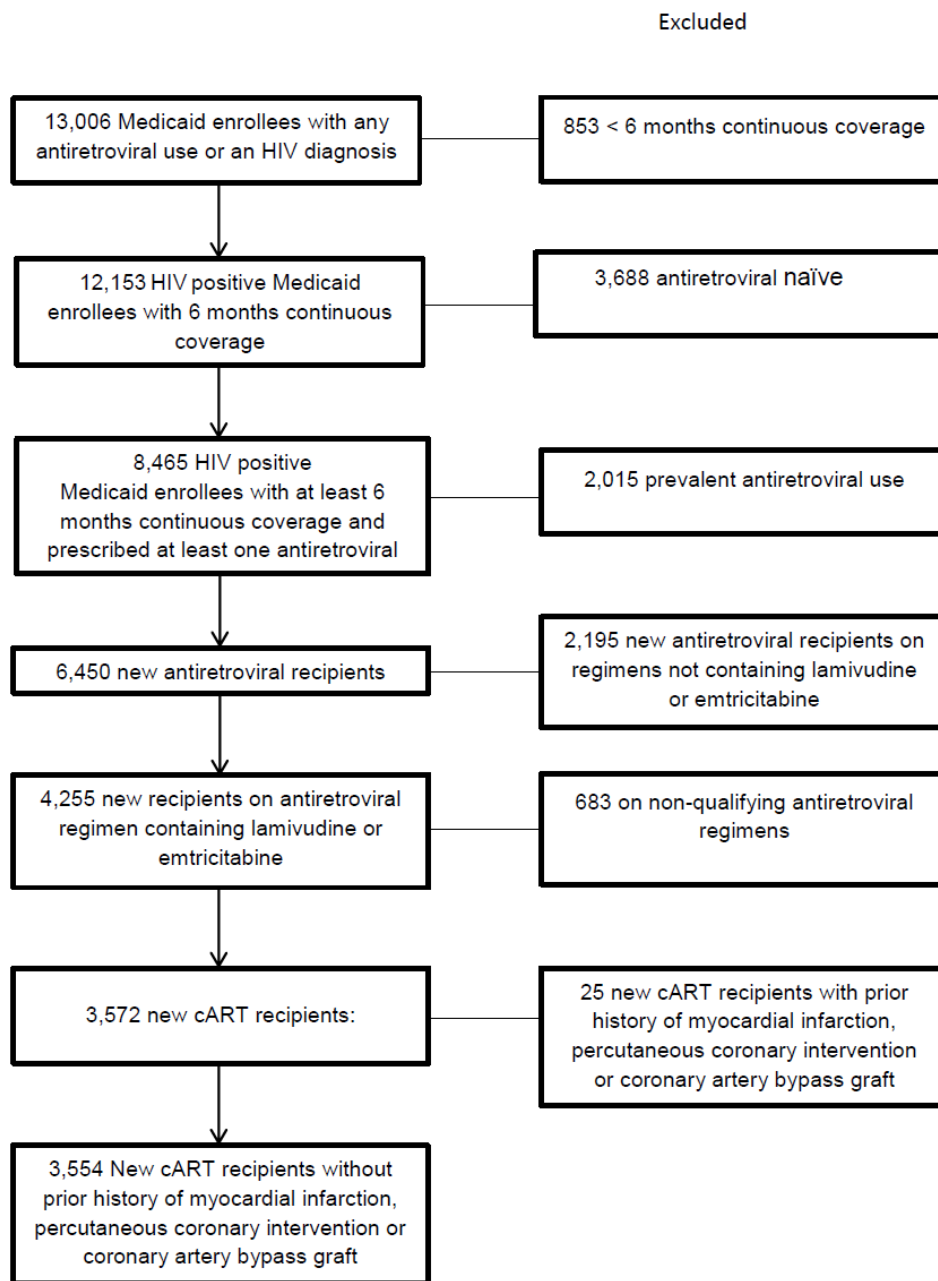 Excluded
13,006 Medicaid enrollees with any
antiretroviral use or an HIV diagnosis
853 < 6 months continuous coverage
12,153 HIV positive Medicaid
enrollees with 6 months continuous
coverage
3,688 antiretroviral naïve
8,465 HIV positive
Medicaid enrollees with at least 6
months continuous coverage and
prescribed at least one antiretroviral
2,015 prevalent antiretroviral use
6,450 new antiretroviral recipients
2,195 new antiretroviral recipients on
regimens not containing lamivudine
or emtricitabine
4,255 new recipients on antiretroviral
regimen containing lamivudine or
emtricitabine
683 on non-qualifying antiretroviral
regimens
3,572 new cART recipients:
25 new cART recipients with prior
history of myocardial infarction,
percutaneous coronary intervention
or coronary artery bypass graft
3,554 New cART recipients without
prior history of myocardial infarction,
percutaneous coronary intervention or
coronary artery bypass graft